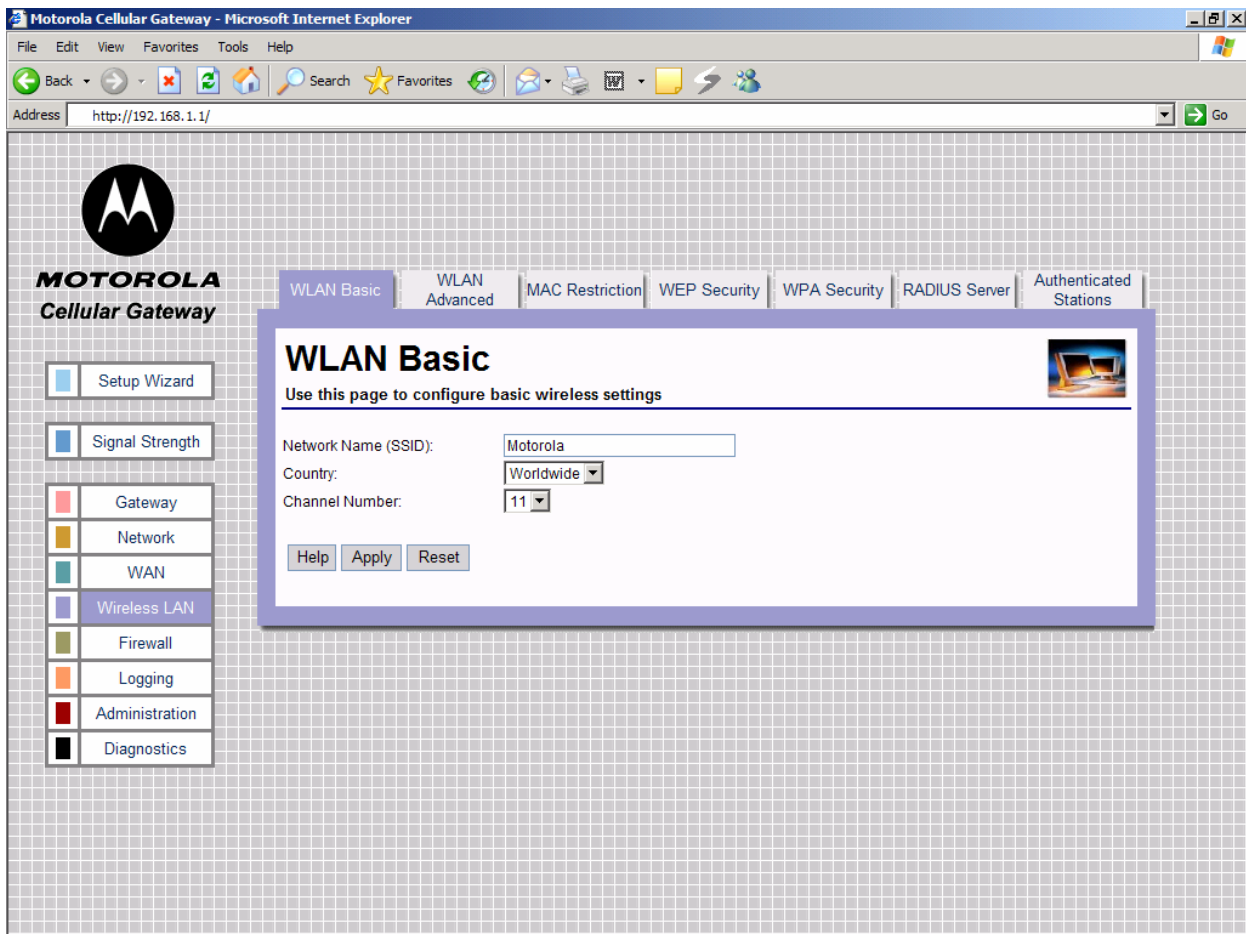 Motorola Cellular Gateway - Microsoft Internet Explorer
File Edit View Favorites Tools Help
Back Search Favorites
Address http://192.168.1.1/ Go
MOTOROLA
Cellular Gateway
Setup Wizard
Signal Strength
Gateway
Network
WAN
Wireless LAN
Firewall
Logging
Administration
Diagnostics
WLAN Basic
WLAN Advanced
MAC Restriction
WEP Security
WPA Security
RADIUS Server
Authenticated Stations
WLAN Basic
Use this page to configure basic wireless settings
Network Name (SSID): Motorola
Country: Worldwide
Channel Number: 11
Help Apply Reset